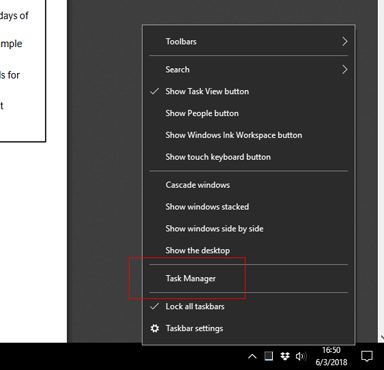 days of
mple
ls for
t
Toolbars
Search
Show Task View button
Show People button
Show Windows Ink Workspace button
Show touch keyboard button
Cascade windows
Show windows stacked
Show windows side by side
Show the desktop
Task Manager
Lock all taskbars
Taskbar settings
16:50
6/3/2018